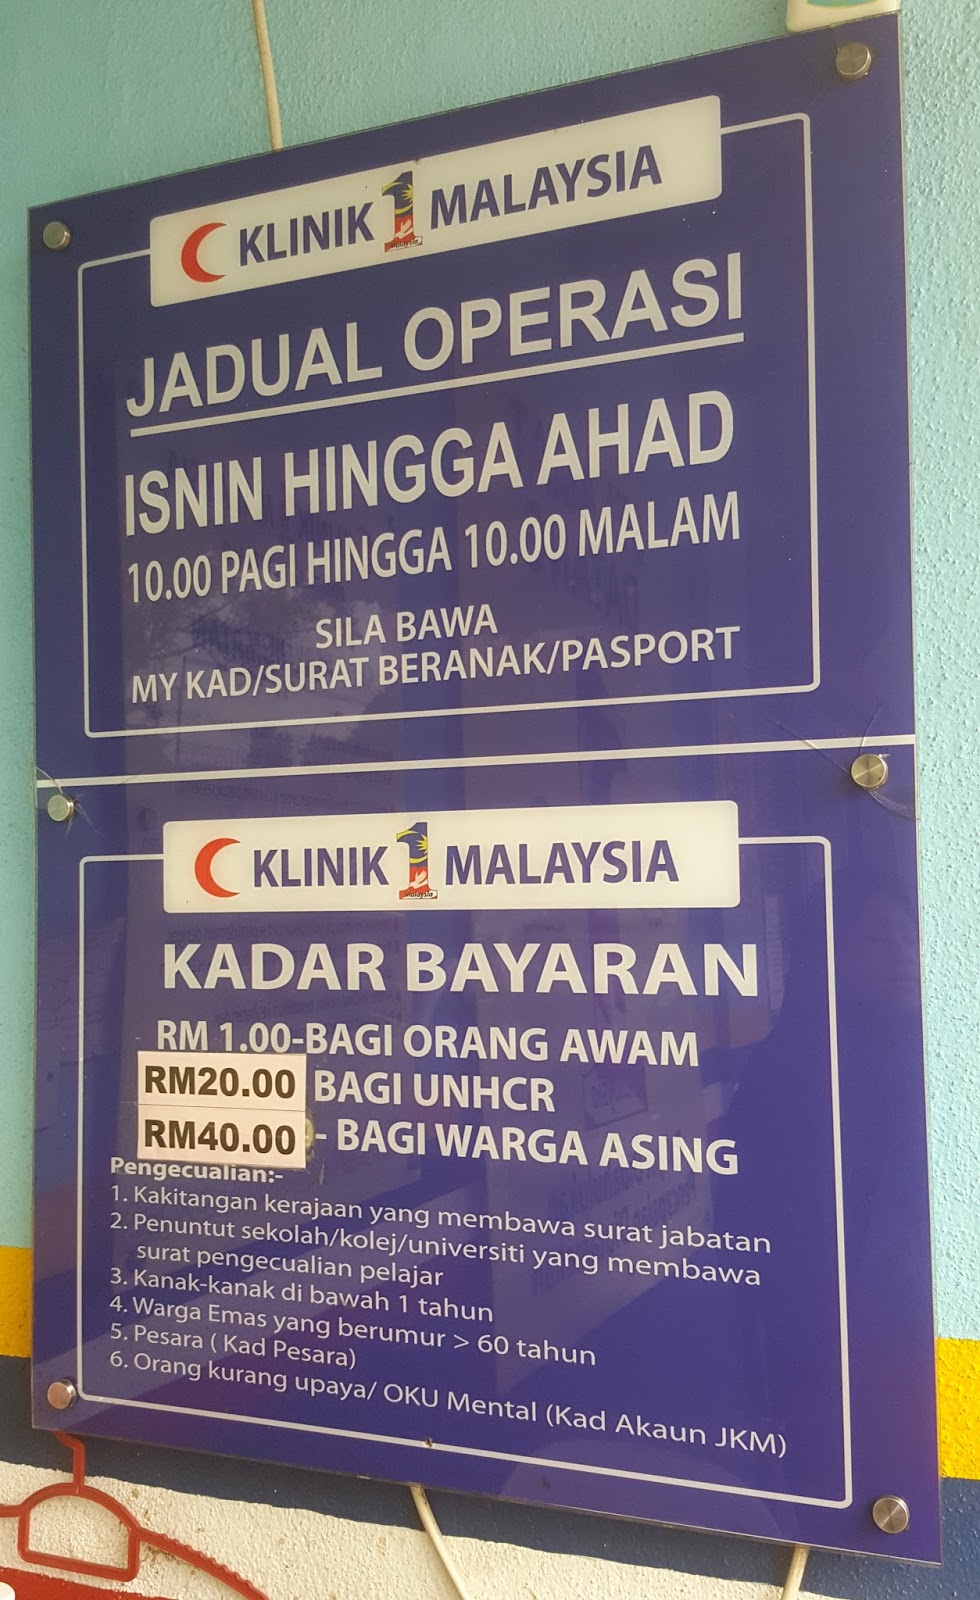 KLINIK 1 MALAYSIA
Malaysia
JADUAL OPERASI
ISNIN HINGGA AHAD
10.00 PAGI HINGGA 10.00 MALAM
SILA BAWA
MY KAD/SURAT BERANAK/PASPORT
KLINIK 1 MALAYSIA
Malaysia
KADAR BAYARAN
RM 1.00-BAGI ORANG AWAM
RM20.00 BAGI UNHCR
RM40.00 - BAGI WARGA ASING
Pengecualian:-
1. Kakitangan kerajaan yang membawa surat jabatan
2. Penuntut sekolah/kolej/universiti yang membawa
surat pengecualian pelajar
3. Kanak-kanak di bawah 1 tahun
4. Warga Emas yang berumur > 60 tahun
5. Pesara ( Kad Pesara)
6. Orang kurang upaya/ OKU Mental (Kad Akaun JKM)